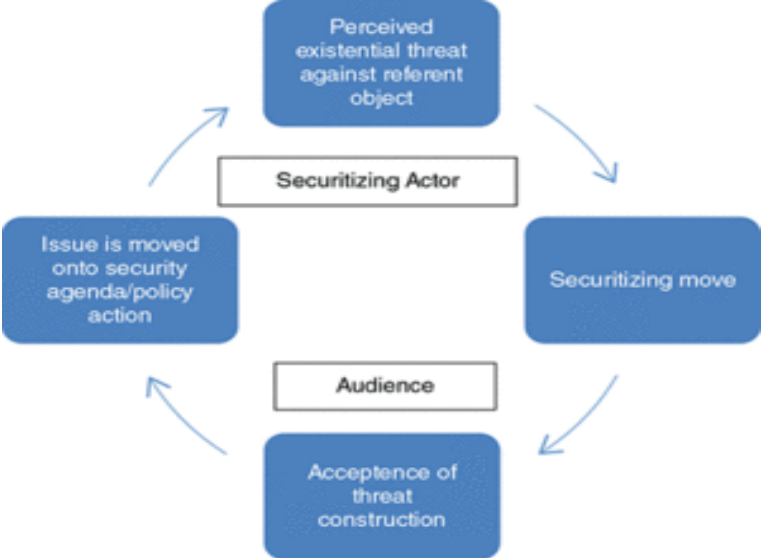 Perceived
existential threat
against referent
object
Securitizing Actor
Issue is moved
onto security
agenda/policy
action
Securitizing move
Audience
Acceptence of
threat
construction